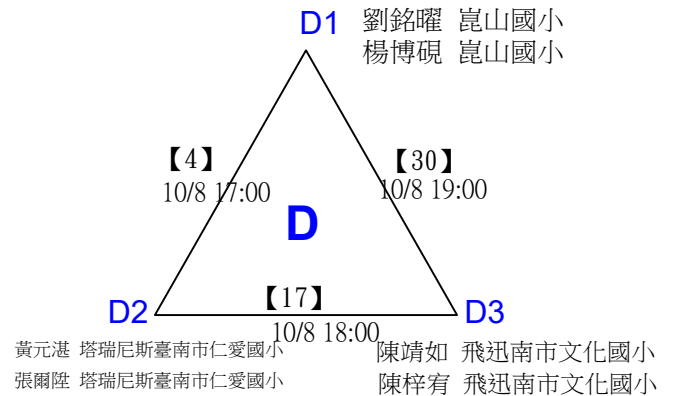 D1
劉銘曜 崑山國小
楊博硯 崑山國小
【4】
10/8 17:00
【30】
10/8 19:00
D
D2
【17】
D3
10/8 18:00
黃元湛 塔瑞尼斯臺南市仁愛國小
陳靖如 飛迅南市文化國小
張爾陞 塔瑞尼斯臺南市仁愛國小
陳梓宥 飛迅南市文化國小